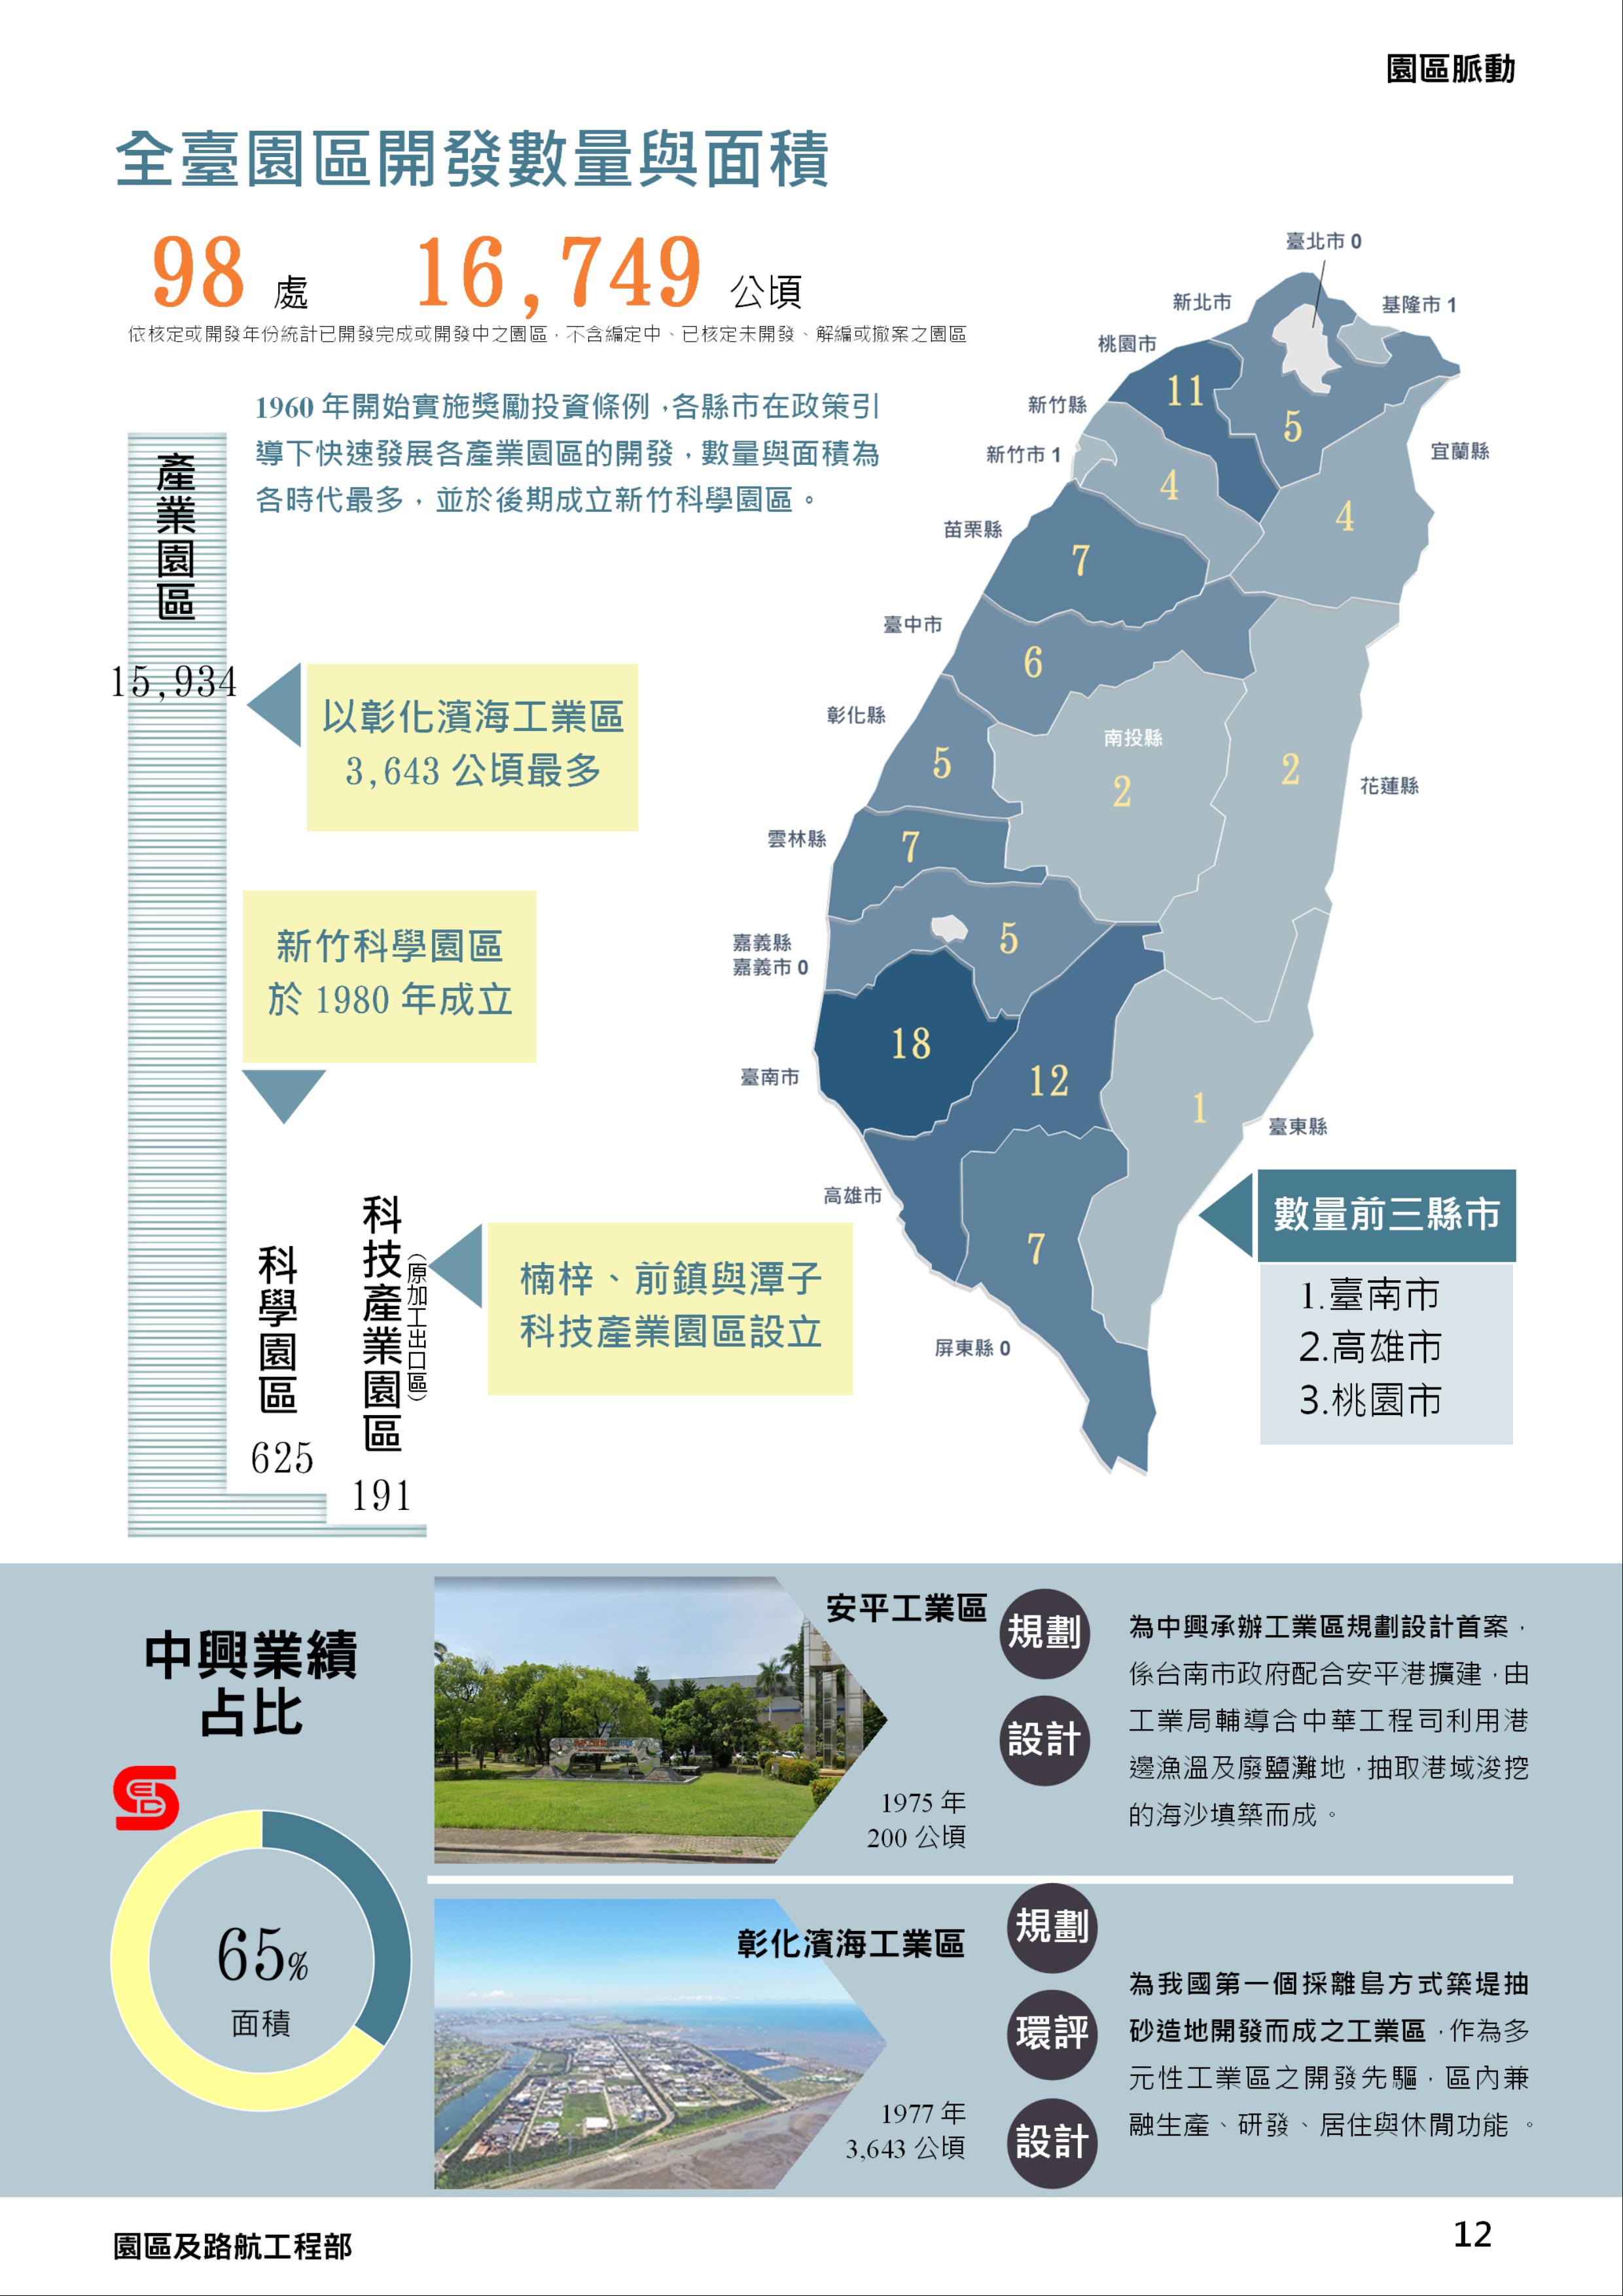 園區脈動
全臺園區開發數量與面積
98 處 16,749 公頃
依核定或開發年份統計已開發完成或開發中之園區，不含編定中、已核定未開發、解編或撤案之園區
1960 年開始實施獎勵投資條例，各縣市在政策引
導下快速發展各產業園區的開發，數量與面積為
各時代最多，並於後期成立新竹科學園區。
產業園區
15,934
以彰化濱海工業區
3,643 公頃最多
新竹科學園區
於 1980 年成立
科學園區
625
科技產業園區
（原加工出口區）
191
楠梓、前鎮與潭子
科技產業園區設立
臺北市 0
新北市
5
基隆市 1
桃園市
11
新竹縣
4
新竹市 1
宜蘭縣
4
苗栗縣
7
臺中市
6
彰化縣
5
南投縣
2
花蓮縣
2
雲林縣
7
嘉義縣
嘉義市 0
5
臺南市
18
12
高雄市
1
臺東縣
7
屏東縣 0
數量前三縣市
1.臺南市
2.高雄市
3.桃園市
中興業績
占比
65%
面積
安平工業區
1975 年
200 公頃
規劃
設計
為中興承辦工業區規劃設計首案，
係台南市政府配合安平港擴建，由
工業局輔導合中華工程司利用港
邊漁溫及廢鹽灘地，抽取港域浚挖
的海沙填築而成。
彰化濱海工業區
1977 年
3,643 公頃
規劃
環評
設計
為我國第一個採離島方式築堤抽
砂造地開發而成之工業區，作為多
元性工業區之開發先驅，區內兼
融生產、研發、居住與休閒功能 。
園區及路航工程部
12